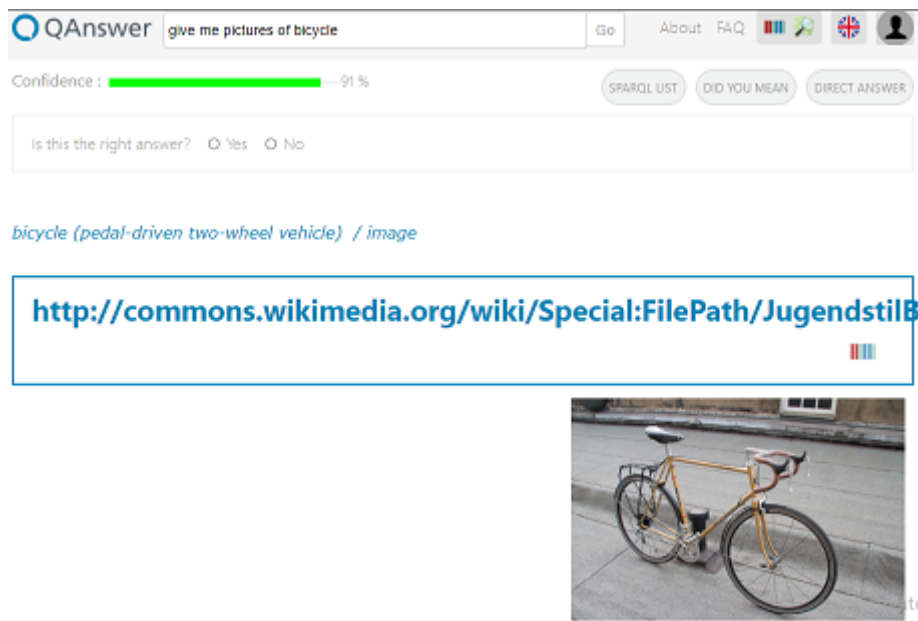 QAnswer give me pictures of bicycle Go About FAQ
Confidence : 91 % SPARQL LIST DID YOU MEAN DIRECT ANSWER
Is this the right answer? Yes No
bicycle (pedal-driven two-wheel vehicle) / image
http://commons.wikimedia.org/wiki/Special:FilePath/JugendstilB